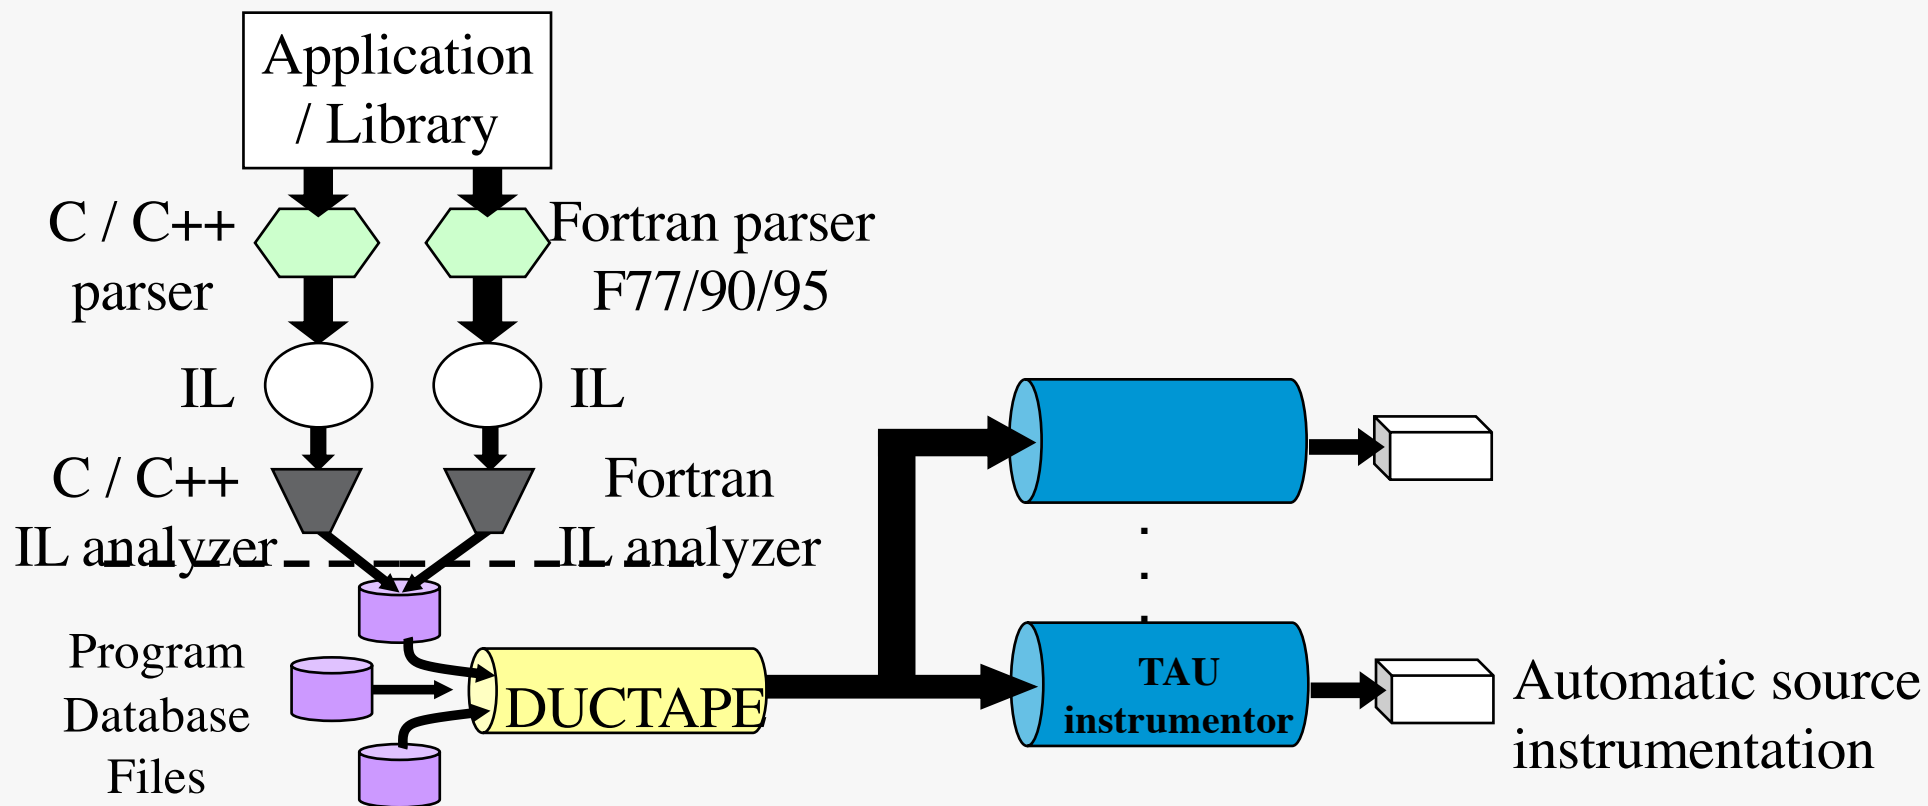 Application
/ Library
C / C++
parser
Fortran parser
F77/90/95
IL
IL
C / C++
IL analyzer
Fortran
IL analyzer
Program
Database
Files
DUCTAPE
TAU
instrumentor
Automatic source
instrumentation